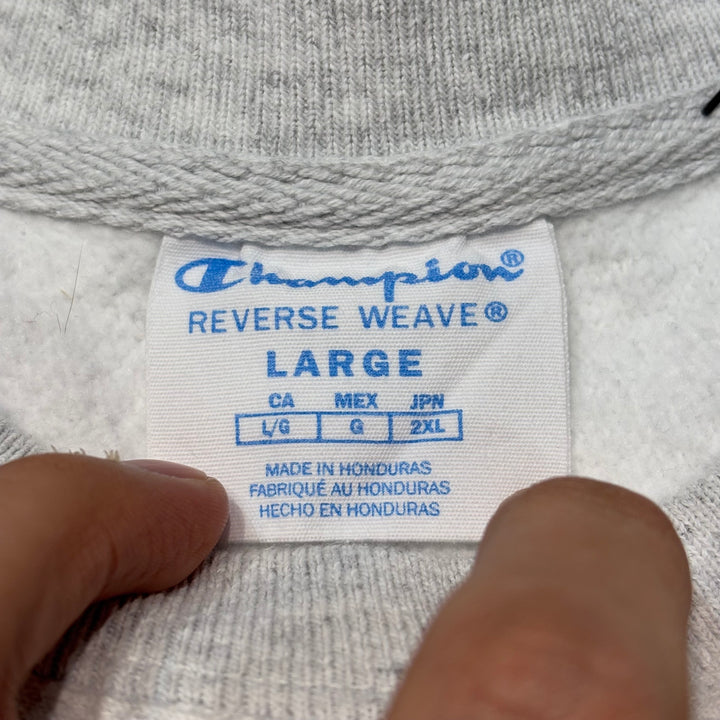 Champion®
REVERSE WEAVE®
LARGE
CA MEX JPN
L/G G 2XL
MADE IN HONDURAS
FABRIQUÉ AU HONDURAS
HECHO EN HONDURAS